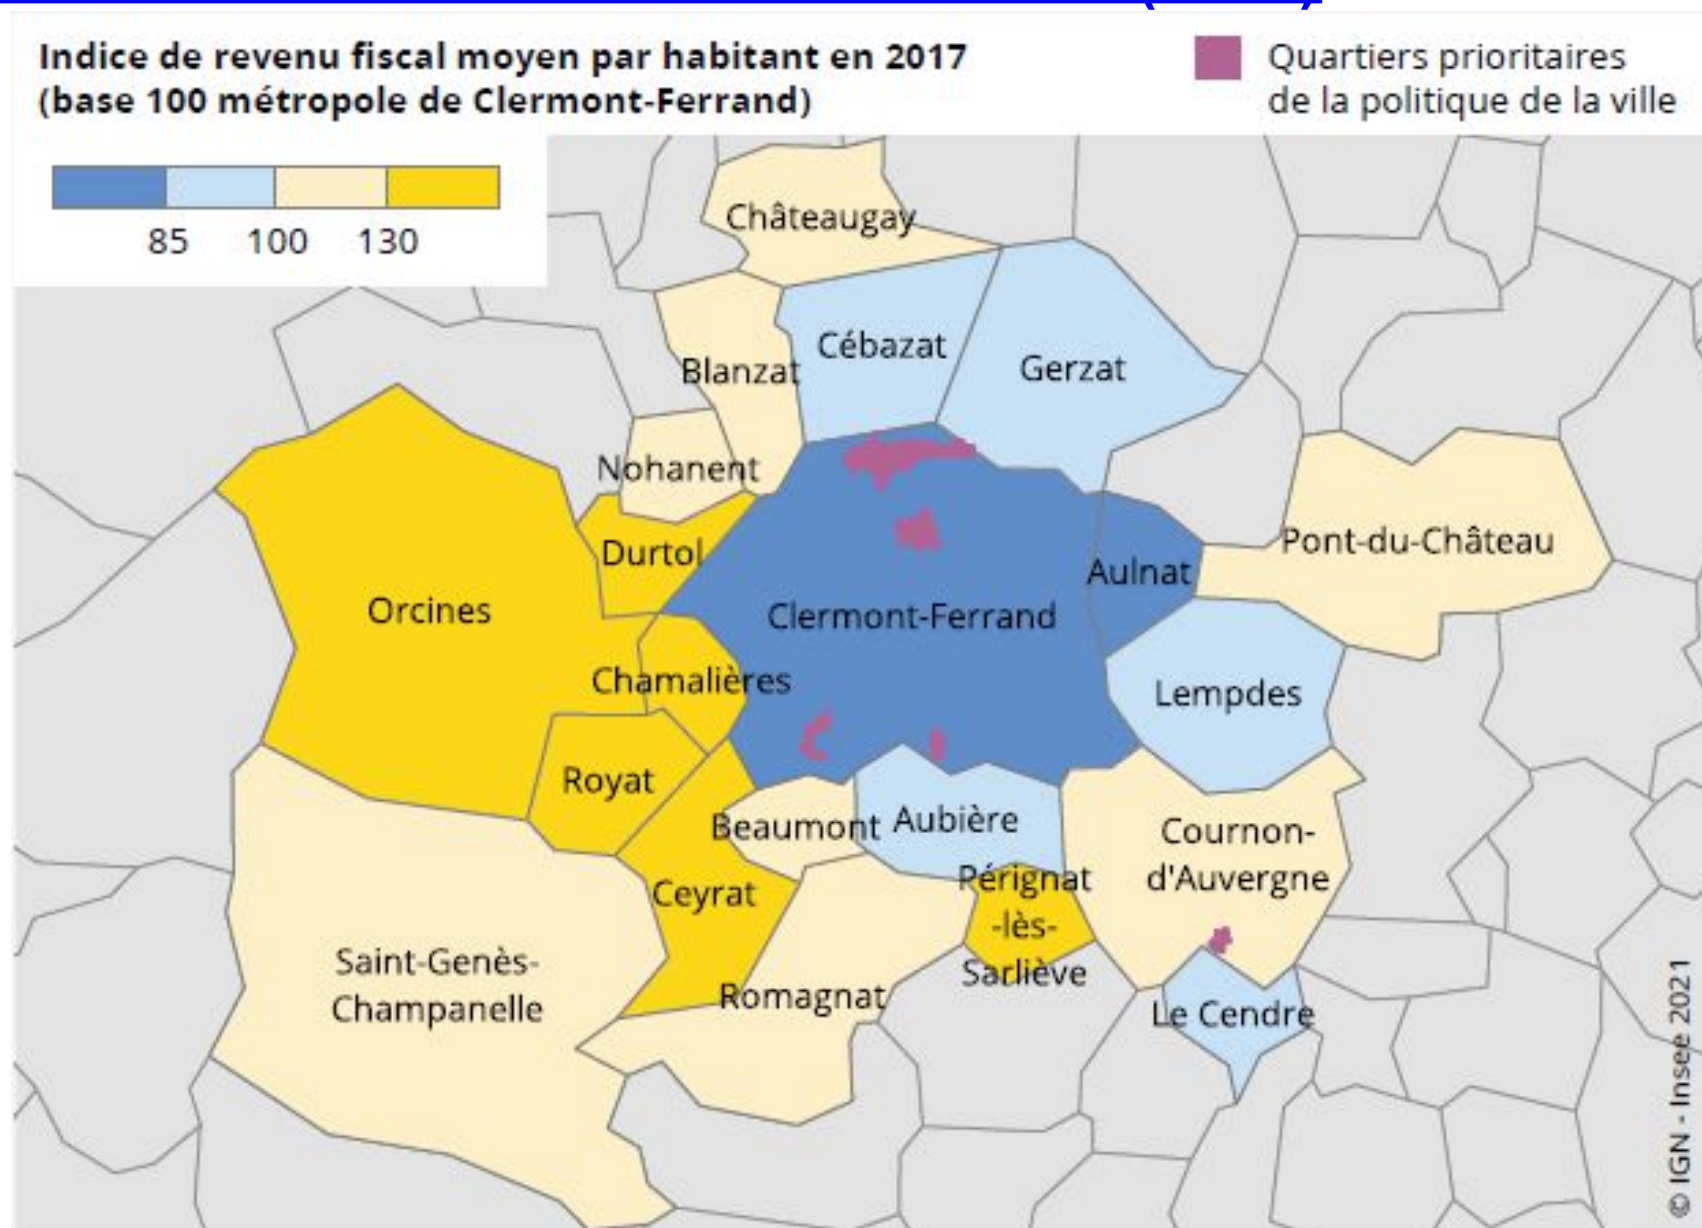 Indice de revenu fiscal moyen par habitant en 2017
(base 100 métropole de Clermont-Ferrand)
Quartiers prioritaires
de la politique de la ville
85 100 130
Châteaugay
Cébazat
Gerzat
Blanzat
Nohanent
Durtol
Pont-du-Château
Aulnat
Orcines
Clermont-Ferrand
Chamalières
Lempdes
Royat
Beaumont
Aubière
Cournon-
d'Auvergne
Pérignat
-lès-
Sarliève
Ceyrat
Saint-Genès-
Champanelle
Romagnat
Le Cendre
© IGN - Insee 2021